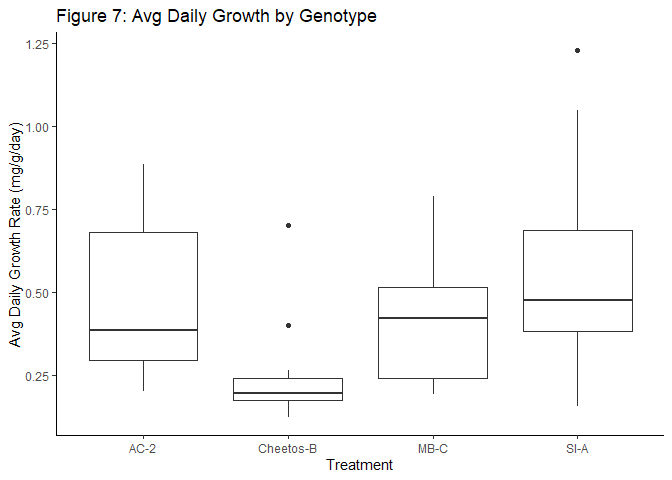 Figure 7: Avg Daily Growth by Genotype
Avg Daily Growth Rate (mg/g/day)
1.25
1.00
0.75
0.50
0.25
AC-2
Cheetos-B
MB-C
SI-A
Treatment